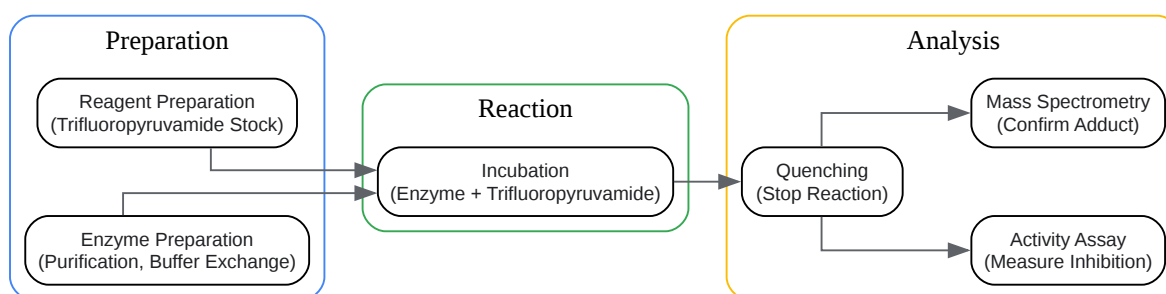 Preparation
Reagent Preparation
(Trifluoropyruvamide Stock)
Enzyme Preparation
(Purification, Buffer Exchange)
Reaction
Incubation
(Enzyme + Trifluoropyruvamide)
Analysis
Quenching
(Stop Reaction)
Mass Spectrometry
(Confirm Adduct)
Activity Assay
(Measure Inhibition)